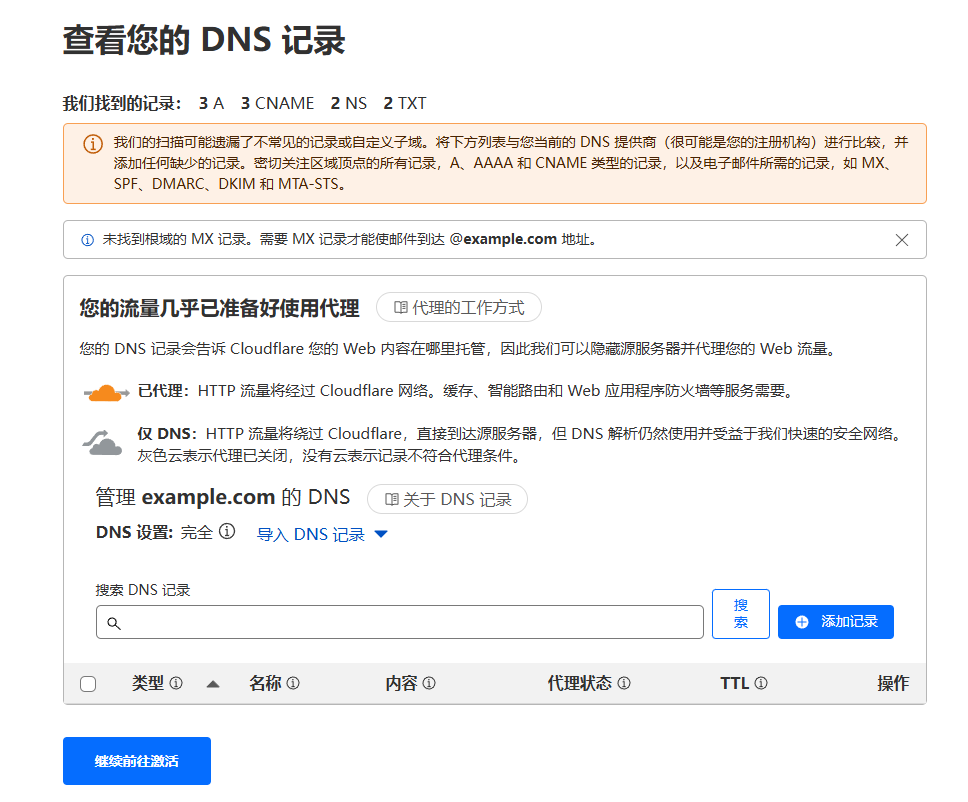 查看您的 DNS 记录
我们找到的记录： 3 A 3 CNAME 2 NS 2 TXT
我们的扫描可能遗漏了不常见的记录或自定义子域。将下方列表与您当前的 DNS 提供商（很可能是您的注册机构）进行比较，并
添加任何缺少的记录。密切关注区域顶点的所有记录，A、AAAA 和 CNAME 类型的记录，以及电子邮件所需的记录，如 MX、
SPF、DMARC、DKIM 和 MTA-STS。
未找到根域的 MX 记录。需要 MX 记录才能使邮件到达 @example.com 地址。
您的流量几乎已准备好使用代理 代理的工作方式
您的 DNS 记录会告诉 Cloudflare 您的 Web 内容在哪里托管，因此我们可以隐藏源服务器并代理您的 Web 流量。
已代理：HTTP 流量将经过 Cloudflare 网络。缓存、智能路由和 Web 应用程序防火墙等服务需要。
仅 DNS：HTTP 流量将绕过 Cloudflare，直接到达源服务器，但 DNS 解析仍然使用并受益于我们快速的安全网络。
灰色云表示代理已关闭，没有云表示记录不符合代理条件。
管理 example.com 的 DNS 关于 DNS 记录
DNS 设置: 完全 导入 DNS 记录
搜索 DNS 记录
搜
索
添加记录
类型 名称 内容 代理状态 TTL 操作
继续前往激活